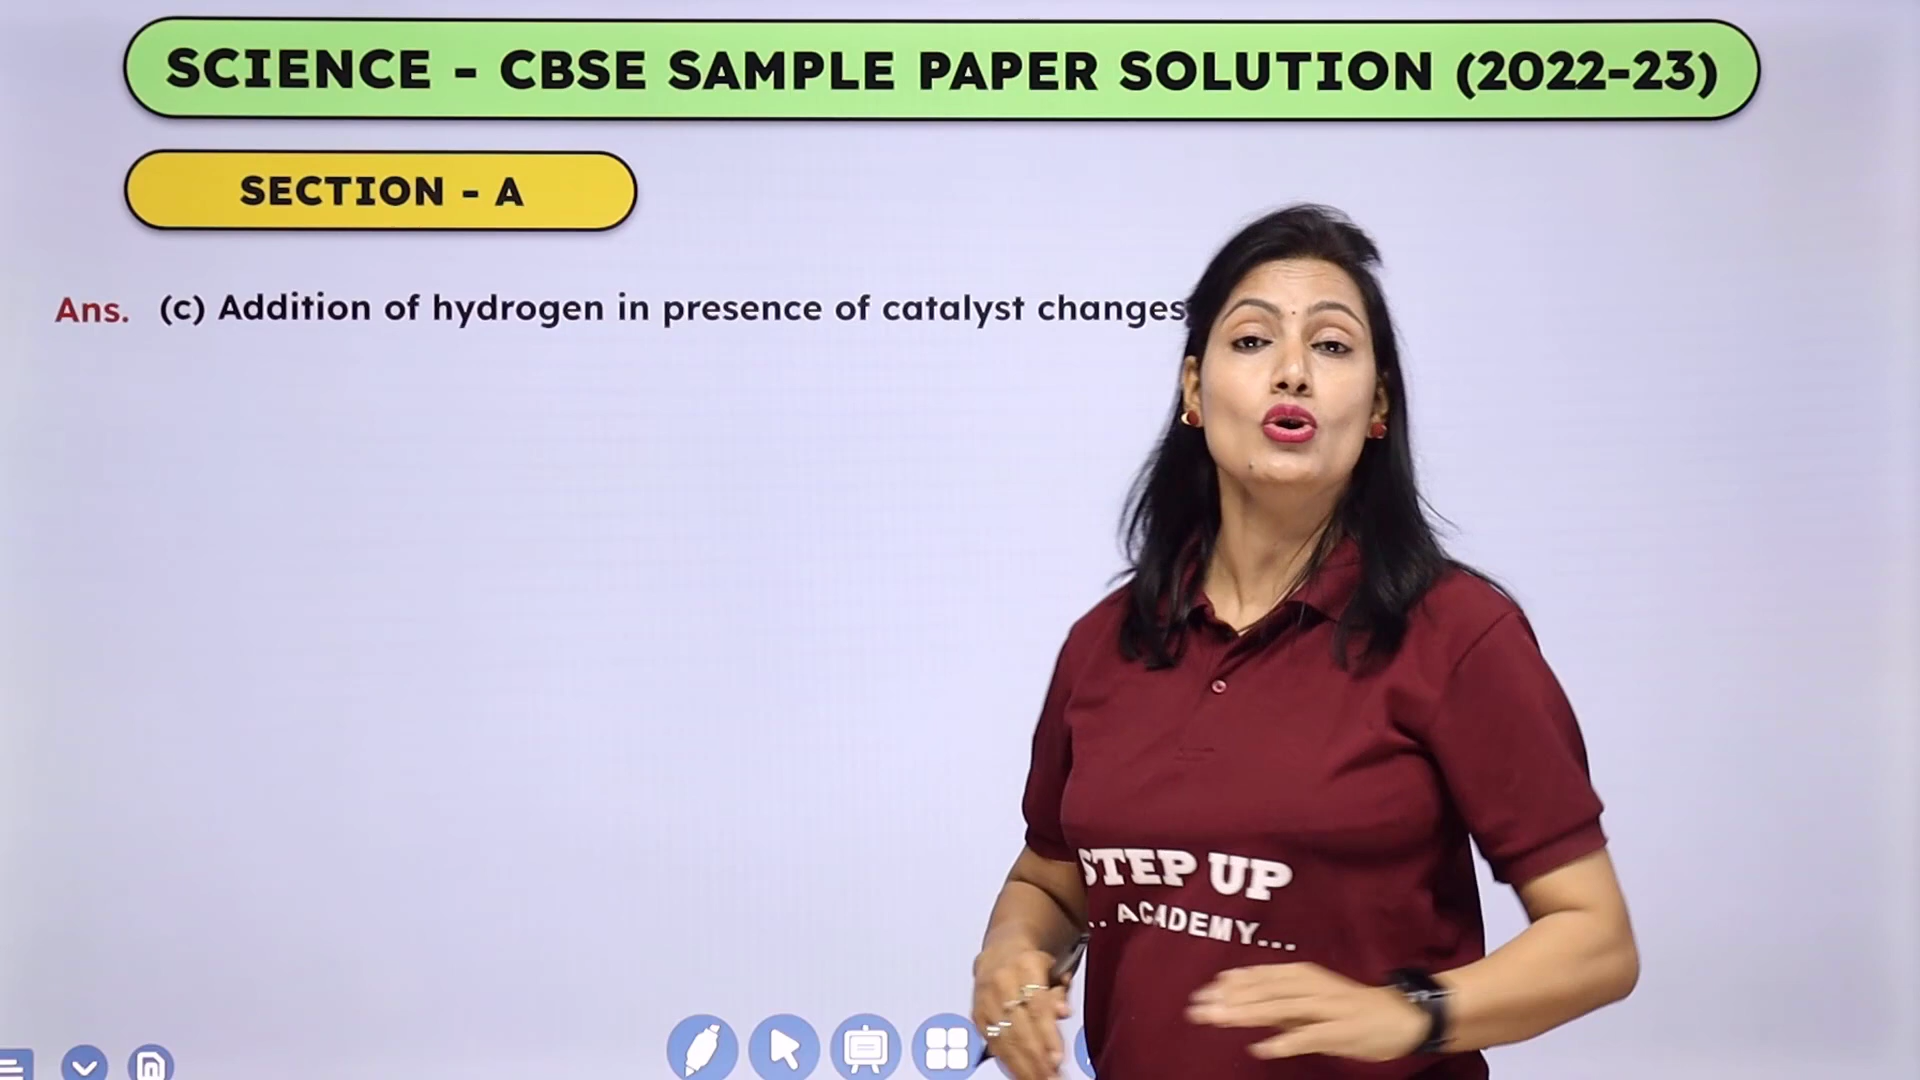 SCIENCE - CBSE SAMPLE PAPER SOLUTION (2022-23)
SECTION - A
Ans. (c) Addition of hydrogen in presence of catalyst changes
STEP UP
.. ACADEMY...